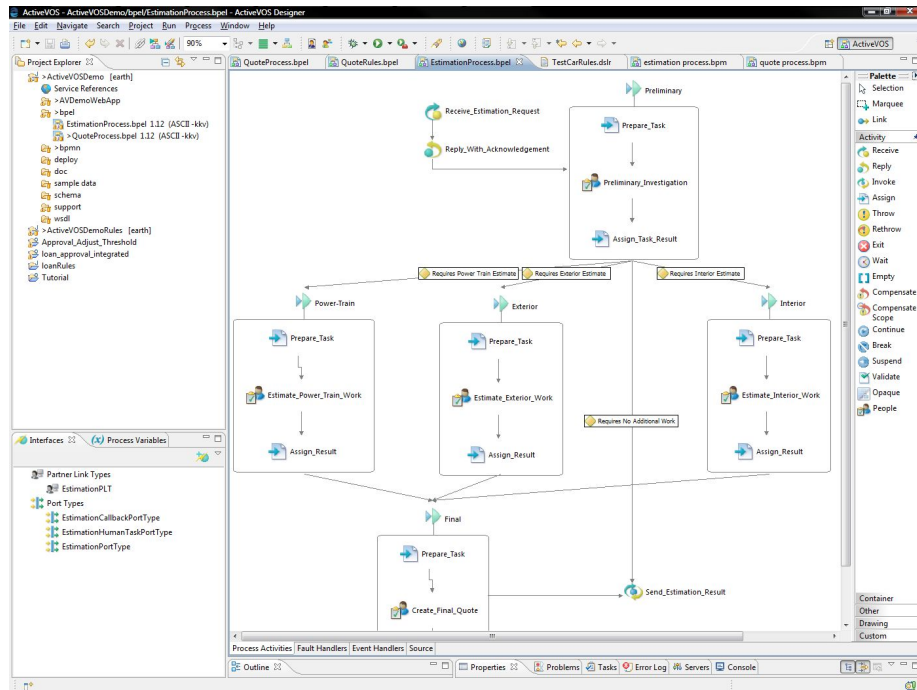 ActiveVOS - ActiveVOSDemo/bpel/EstimationProcess.bpel - ActiveVOS Designer
File Edit Navigate Search Project Run Process Window Help
90%
ActiveVOS
Project Explorer
>ActiveVOSDemo [earth]
Service References
>AVDemoWebApp
>bpel
EstimationProcess.bpel 1.12 (ASCII -kkv)
>QuoteProcess.bpel 1.12 (ASCII -kkv)
>bpmn
deploy
doc
sample data
schema
support
wsdl
>ActiveVOSDemoRules [earth]
Approval_Adjust_Threshold
loan_approval_integrated
loanRules
Tutorial
Interfaces (x) Process Variables
Partner Link Types
EstimationPLT
Port Types
EstimationCallbackPortType
EstimationHumanTaskPortType
EstimationPortType
QuoteProcess.bpel QuoteRules.bpel EstimationProcess.bpel TestCarRules.dslr estimation process.bpm quote process.bpm
Preliminary
Receive_Estimation_Request
Prepare_Task
Reply_With_Acknowledgement
Preliminary_Investigation
Assign_Task_Result
Requires Power Train Estimate
Requires Exterior Estimate
Requires Interior Estimate
Power-Train
Exterior
Interior
Prepare_Task
Prepare_Task
Prepare_Task
Estimate_Power_Train_Work
Estimate_Exterior_Work
Estimate_Interior_Work
Requires No Additional Work
Assign_Result
Assign_Result
Assign_Result
Final
Prepare_Task
Send_Estimation_Result
Create_Final_Quote
Process Activities Fault Handlers Event Handlers Source
Outline
Properties Problems Tasks Error Log Servers Console
Palette
Selection
Marquee
Link
Activity
Receive
Reply
Invoke
Assign
Throw
Rethrow
Exit
Wait
Empty
Compensate
Compensate
Scope
Continue
Break
Suspend
Validate
Opaque
People
Container
Other
Drawing
Custom